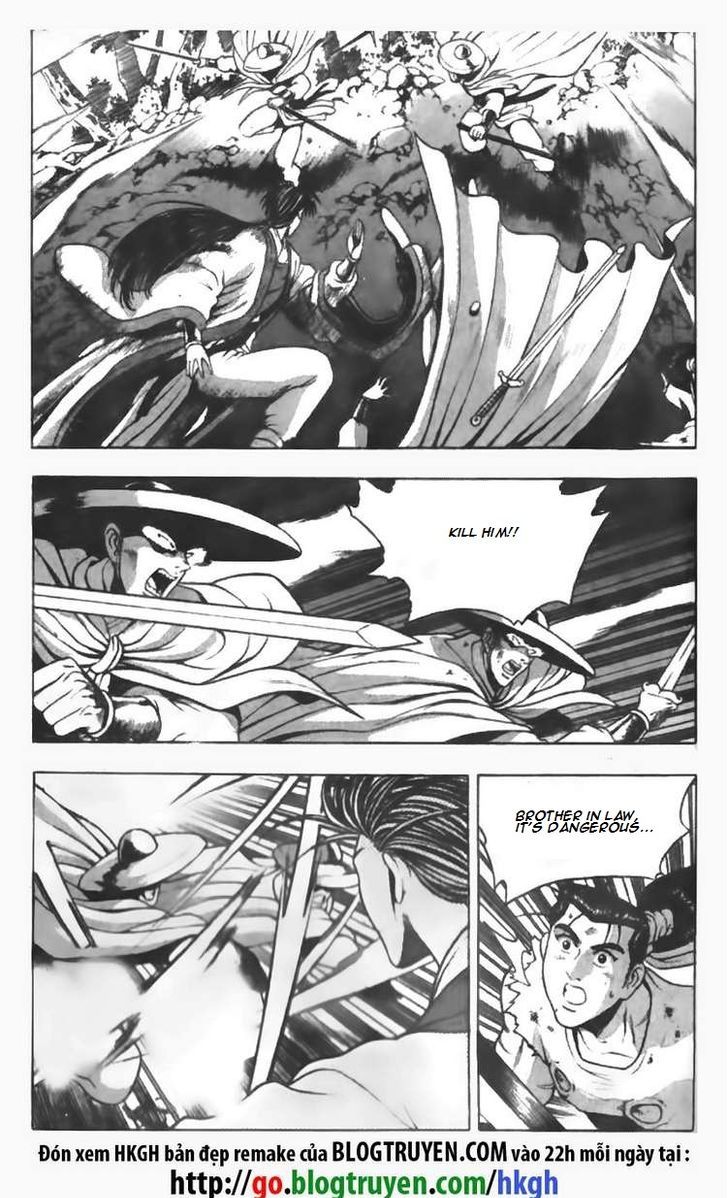 KILL HIM!!
BROTHER IN LAW,
IT'S DANGEROUS...
Đón xem HKGH bản đẹp remake của BLOGTRUYEN.COM vào 22h mỗi ngày tại :
http://go.blogtruyen.com/hkgh